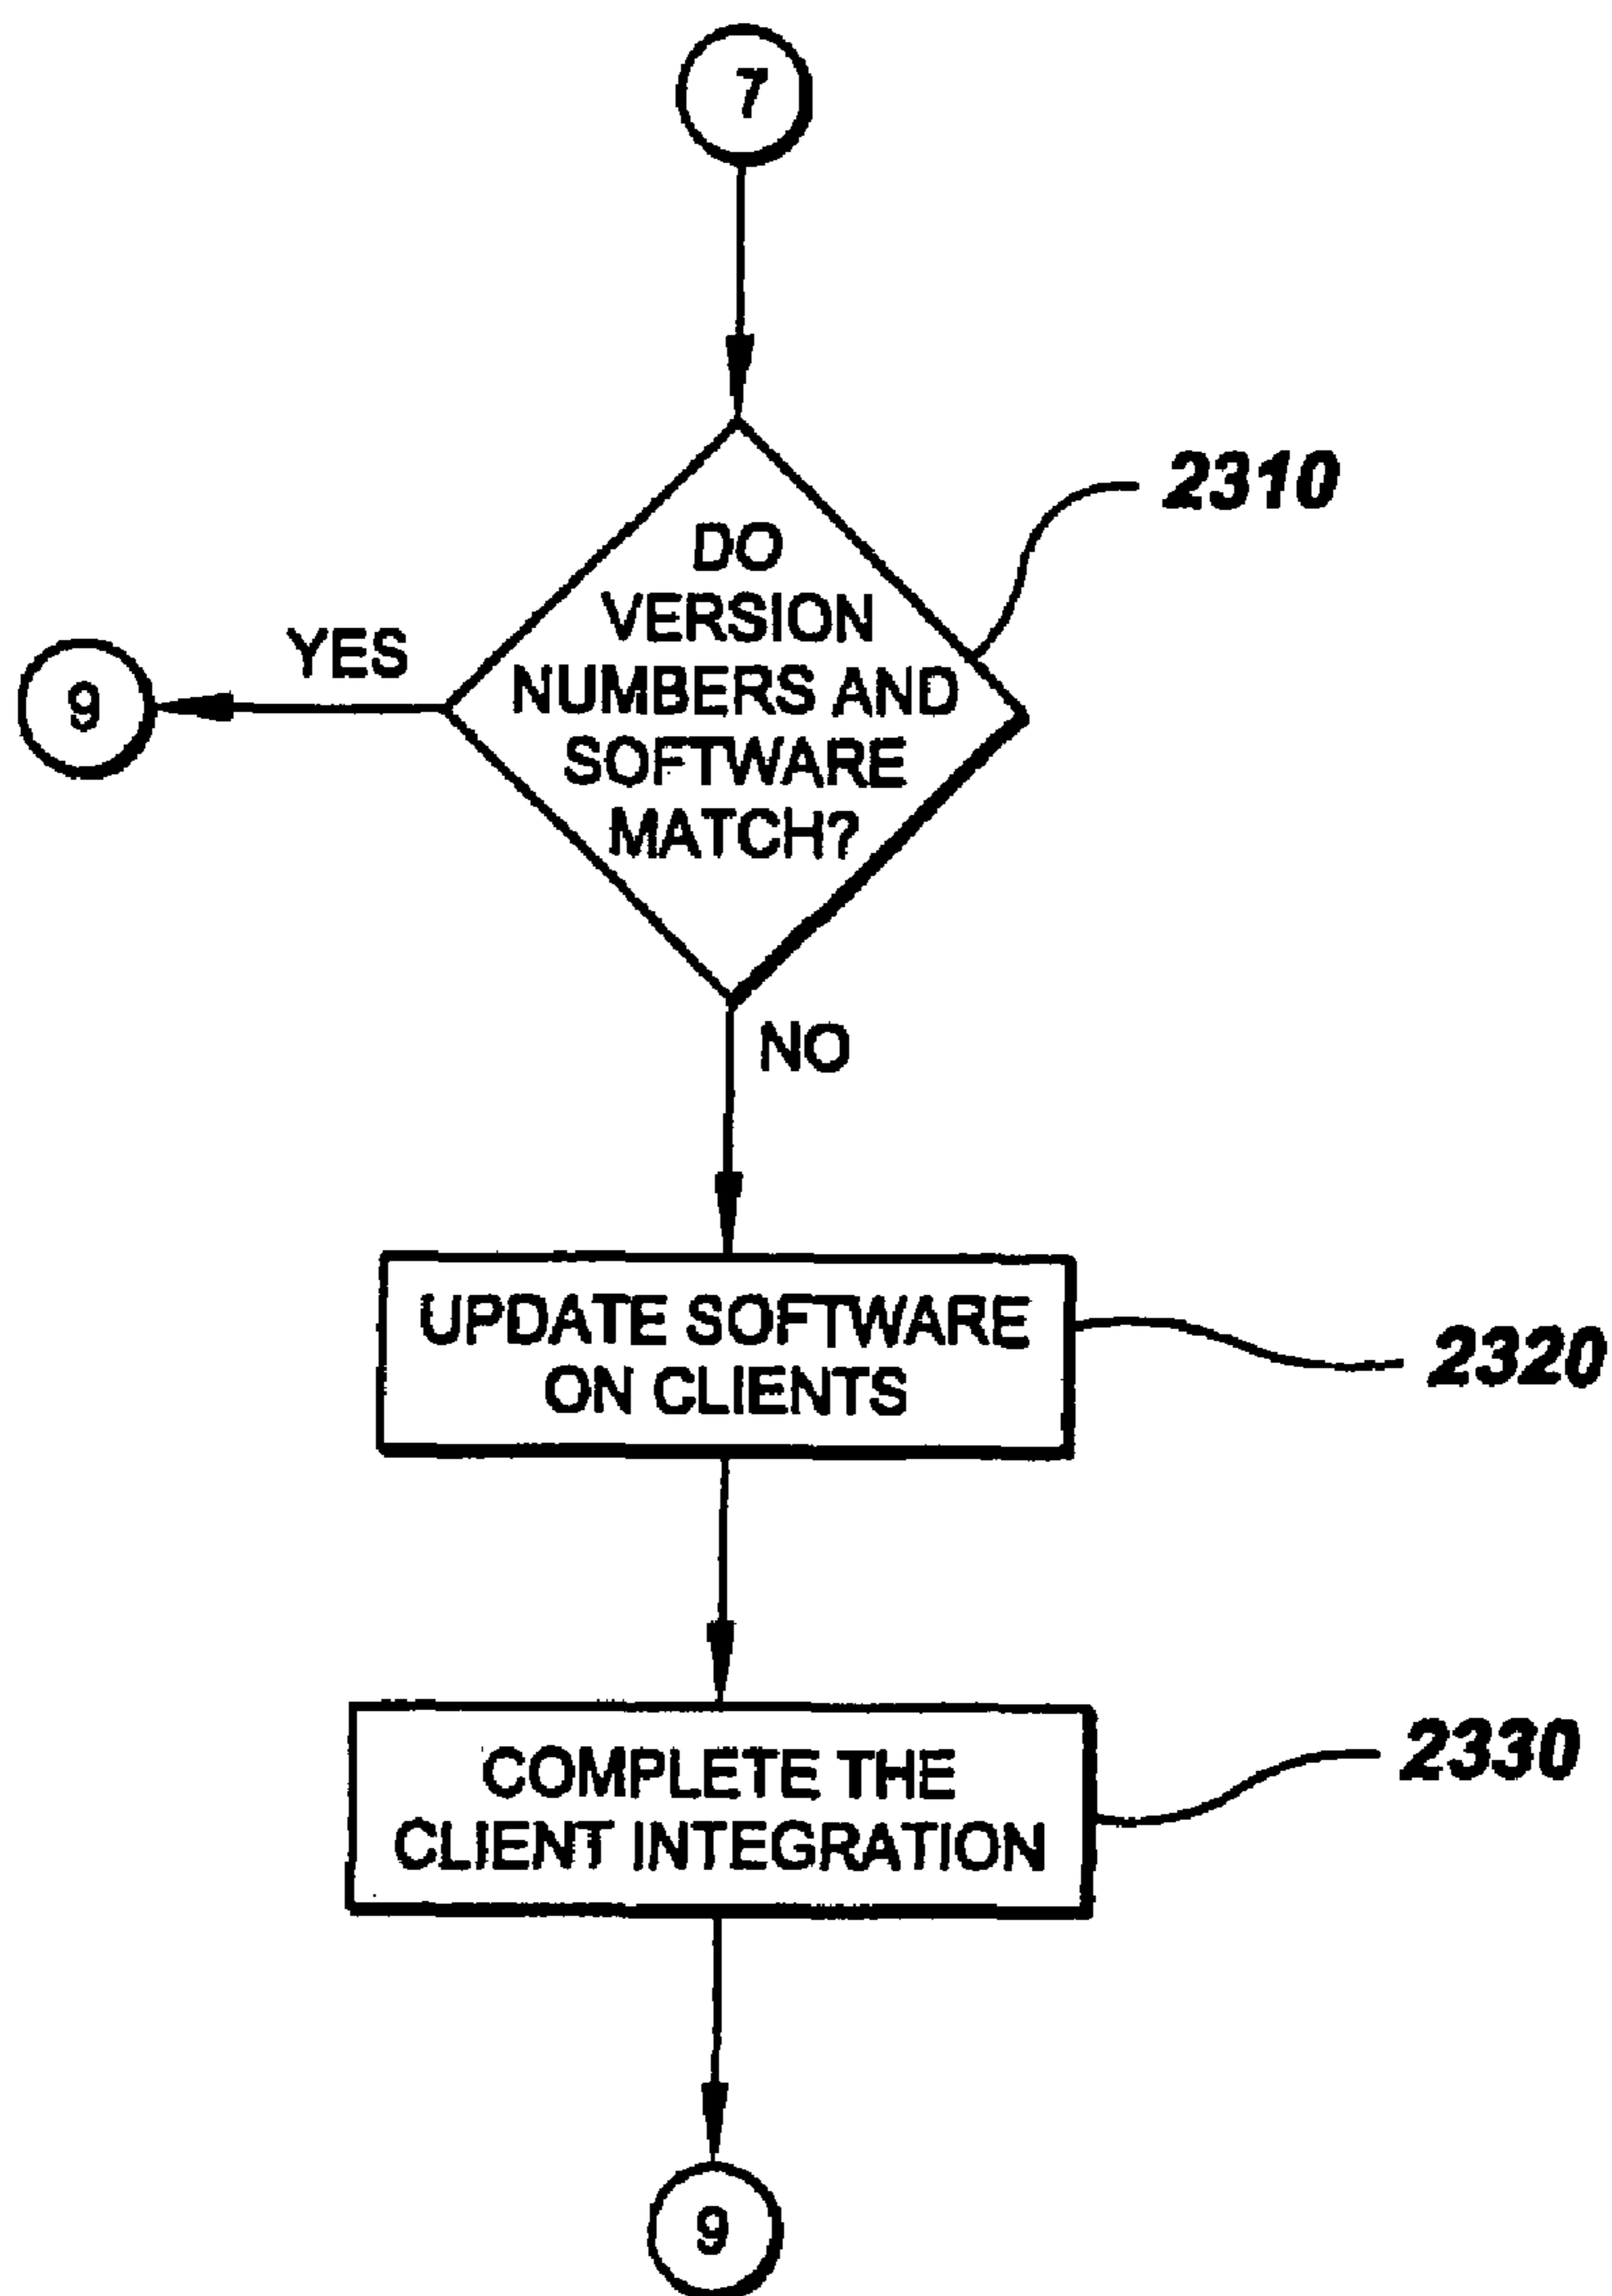 7
2310
DO
VERSION
NUMBERS AND
SOFTWARE
MATCH?
YES
9
NO
UPDATE SOFTWARE
ON CLIENTS
2320
COMPLETE THE
CLIENT INTEGRATION
2330
9